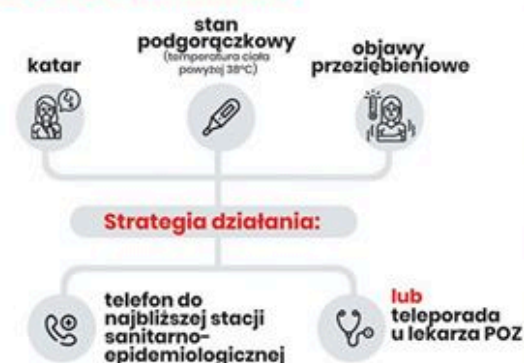 katar
stan
podgorączkowy
(temperatura ciała
powyżej 38°C)
objawy
przeziębieniowe
Strategia działania:
telefon do
najbliższej stacji
sanitarno-
epidemiologicznej
lub
teleporada
u lekarza POZ